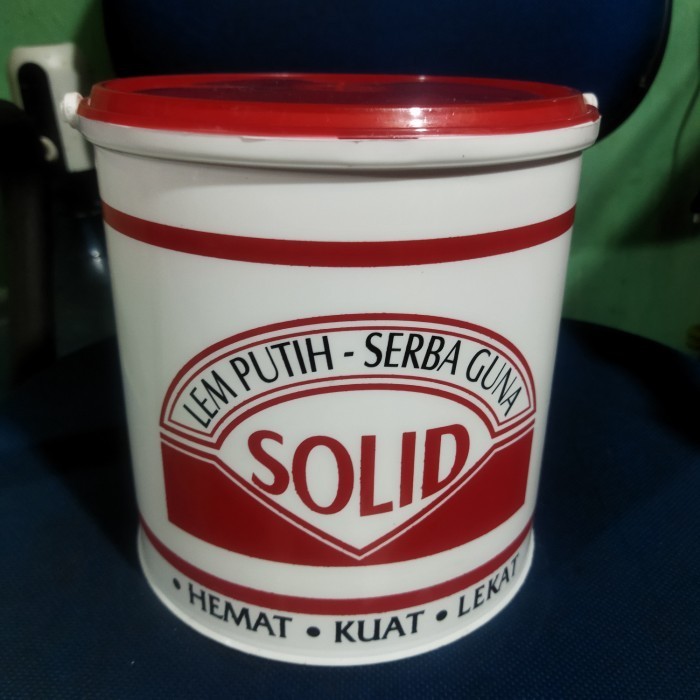 LEM PUTIH - SERBA GUNA
SOLID
• HEMAT • KUAT • LEKAT